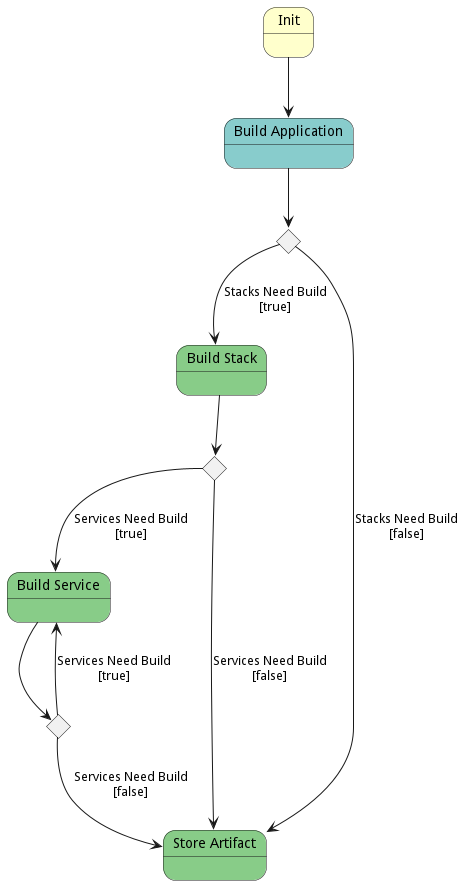 Init
Build Application
Stacks Need Build
[true]
Build Stack
Services Need Build
[true]
Stacks Need Build
[false]
Build Service
Services Need Build
[true]
Services Need Build
[false]
Services Need Build
[false]
Store Artifact